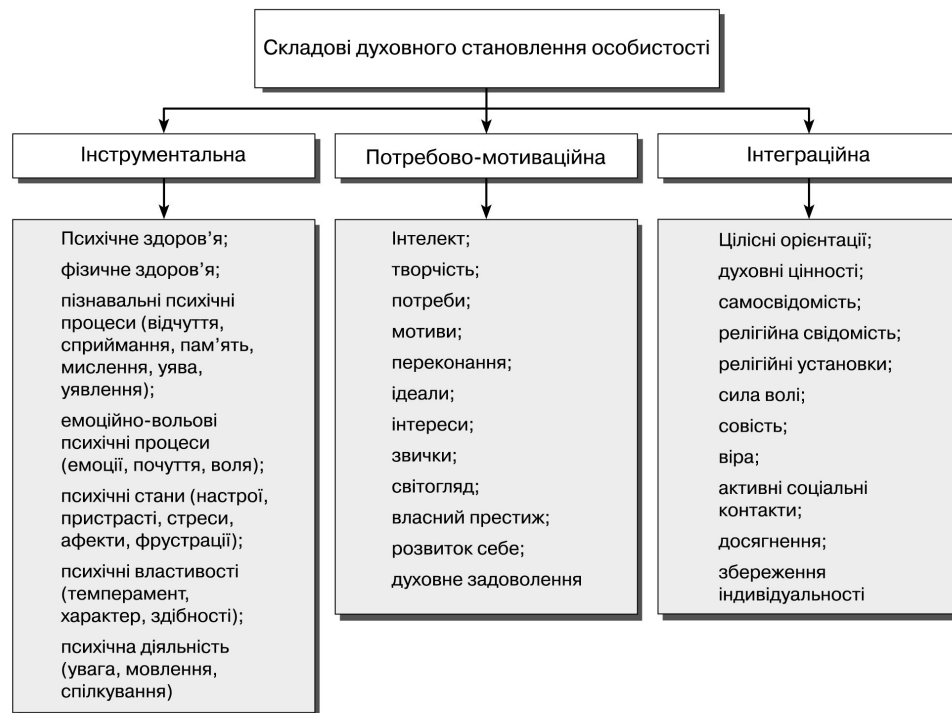 Складові духовного становлення особистості
Інструментальна
Психічне здоров’я;
фізичне здоров’я;
пізнавальні психічні
процеси (відчуття,
сприймання, пам’ять,
мислення, уява,
уявлення);
емоційно-вольові
психічні процеси
(емоції, почуття, воля);
психічні стани (настрої,
пристрасті, стреси,
афекти, фрустрації);
психічні властивості
(темперамент,
характер, здібності);
психічна діяльність
(увага, мовлення,
спілкування)
Потребово-мотиваційна
Інтелект;
творчість;
потреби;
мотиви;
переконання;
ідеали;
інтереси;
звички;
світогляд;
власний престиж;
розвиток себе;
духовне задоволення
Інтеграційна
Цілісні орієнтації;
духовні цінності;
самосвідомість;
релігійна свідомість;
релігійні установки;
сила волі;
совість;
віра;
активні соціальні
контакти;
досягнення;
збереження
індивідуальності